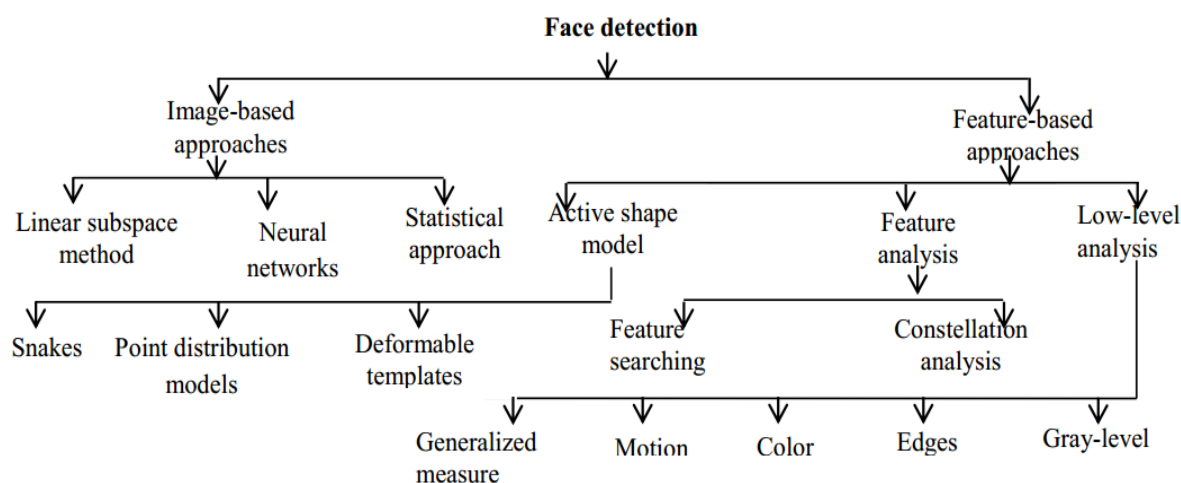 Face detection
Image-based
approaches
Feature-based
approaches
Linear subspace
method
Neural
networks
Statistical
approach
Active shape
model
Feature
analysis
Low-level
analysis
Snakes
Point distribution
models
Deformable
templates
Feature
searching
Constellation
analysis
Generalized
measure
Motion
Color
Edges
Gray-level